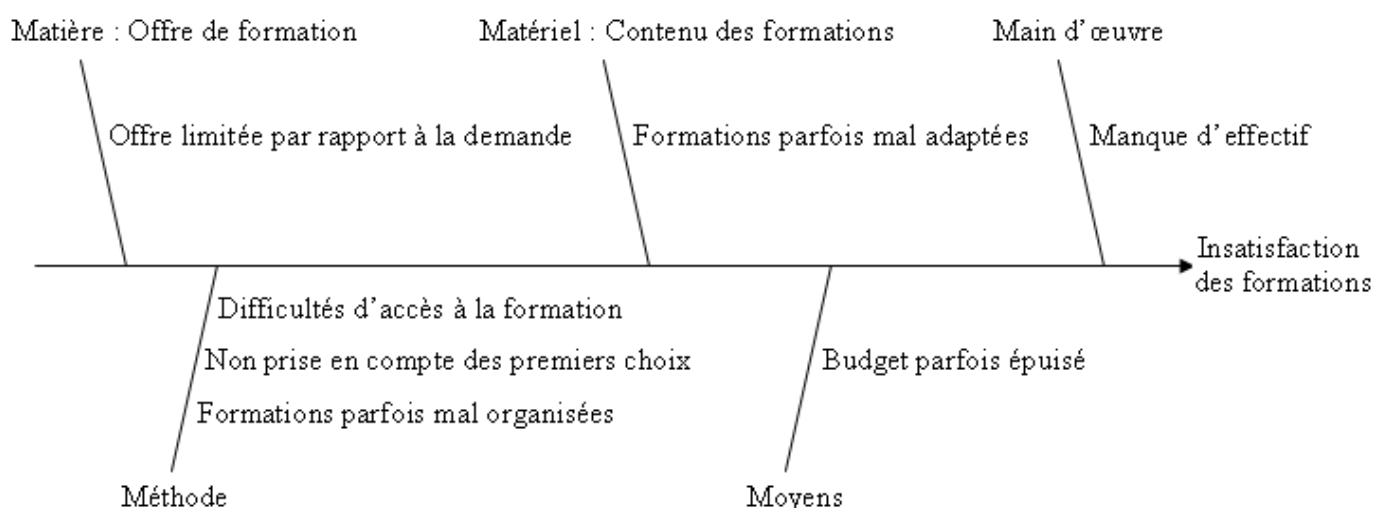 Matière : Offre de formation
Matériel : Contenu des formations
Main d’œuvre
Offre limitée par rapport à la demande
Formations parfois mal adaptées
Manque d’effectif
Insatisfaction
des formations
Difficultés d’accès à la formation
Non prise en compte des premiers choix
Budget parfois épuisé
Formations parfois mal organisées
Méthode
Moyens